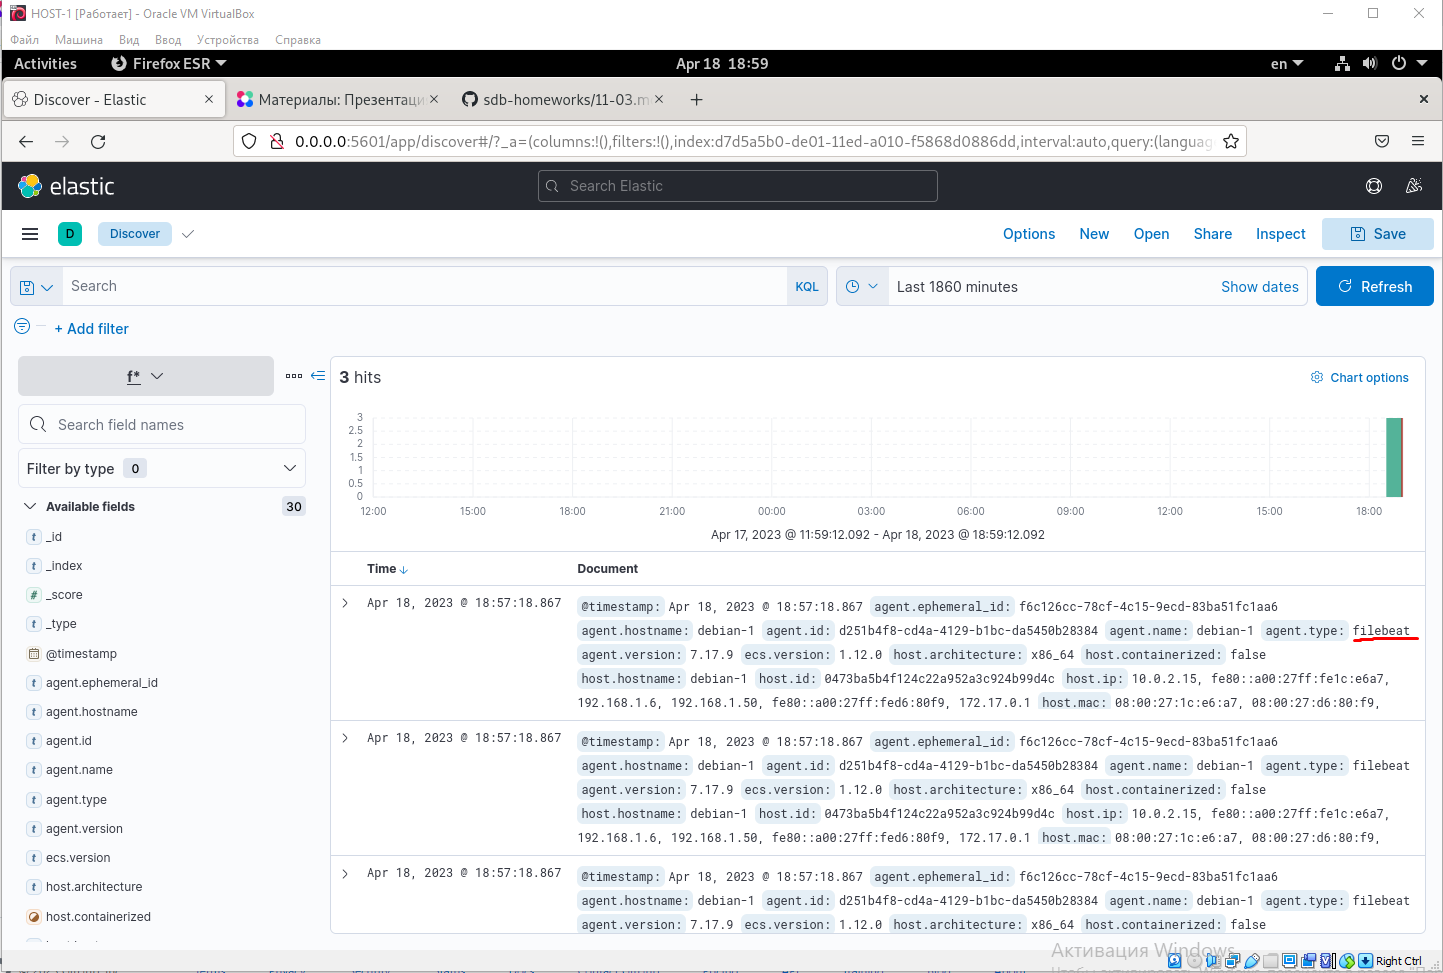 HOST-1 [Работает] - Oracle VM VirtualBox
Файл Машина Вид Ввод Устройства Справка
Activities Firefox ESR Apr 18 18:59 en
Discover - Elastic Материалы: Презентаци sdb-homeworks/11-03.m
0.0.0.0:5601/app/discover#/?_a=(columns:!(),filters:!(),index:d7d5a5b0-de01-11ed-a010-f5868d0886dd,interval:auto,query:(languag
elastic Search Elastic
D Discover Options New Open Share Inspect Save
Search KQL Last 1860 minutes Show dates Refresh
+ Add filter
f*
Search field names
Filter by type 0
Available fields 30
t _id
t _index
# _score
t _type
@timestamp
t agent.ephemeral_id
t agent.hostname
t agent.id
t agent.name
t agent.type
t agent.version
t ecs.version
t host.architecture
host.containerized
3 hits Chart options
3
2.5
2
1.5
1
0.5
0
12:00 15:00 18:00 21:00 00:00 03:00 06:00 09:00 12:00 15:00 18:00
Apr 17, 2023 @ 11:59:12.092 - Apr 18, 2023 @ 18:59:12.092
Time Document
Apr 18, 2023 @ 18:57:18.867 @timestamp: Apr 18, 2023 @ 18:57:18.867 agent.ephemeral_id: f6c126cc-78cf-4c15-9ecd-83ba51fc1aa6
agent.hostname: debian-1 agent.id: d251b4f8-cd4a-4129-b1bc-da5450b28384 agent.name: debian-1 agent.type: filebeat
agent.version: 7.17.9 ecs.version: 1.12.0 host.architecture: x86_64 host.containerized: false
host.hostname: debian-1 host.id: 0473ba5b4f124c22a952a3c924b99d4c host.ip: 10.0.2.15, fe80::a00:27ff:fe1c:e6a7,
192.168.1.6, 192.168.1.50, fe80::a00:27ff:fed6:80f9, 172.17.0.1 host.mac: 08:00:27:1c:e6:a7, 08:00:27:d6:80:f9,
Apr 18, 2023 @ 18:57:18.867 @timestamp: Apr 18, 2023 @ 18:57:18.867 agent.ephemeral_id: f6c126cc-78cf-4c15-9ecd-83ba51fc1aa6
agent.hostname: debian-1 agent.id: d251b4f8-cd4a-4129-b1bc-da5450b28384 agent.name: debian-1 agent.type: filebeat
agent.version: 7.17.9 ecs.version: 1.12.0 host.architecture: x86_64 host.containerized: false
host.hostname: debian-1 host.id: 0473ba5b4f124c22a952a3c924b99d4c host.ip: 10.0.2.15, fe80::a00:27ff:fe1c:e6a7,
192.168.1.6, 192.168.1.50, fe80::a00:27ff:fed6:80f9, 172.17.0.1 host.mac: 08:00:27:1c:e6:a7, 08:00:27:d6:80:f9,
Apr 18, 2023 @ 18:57:18.867 @timestamp: Apr 18, 2023 @ 18:57:18.867 agent.ephemeral_id: f6c126cc-78cf-4c15-9ecd-83ba51fc1aa6
agent.hostname: debian-1 agent.id: d251b4f8-cd4a-4129-b1bc-da5450b28384 agent.name: debian-1 agent.type: filebeat
agent.version: 7.17.9 ecs.version: 1.12.0 host.architecture: x86_64 host.containerized: false
Активация Windows
Right Ctrl